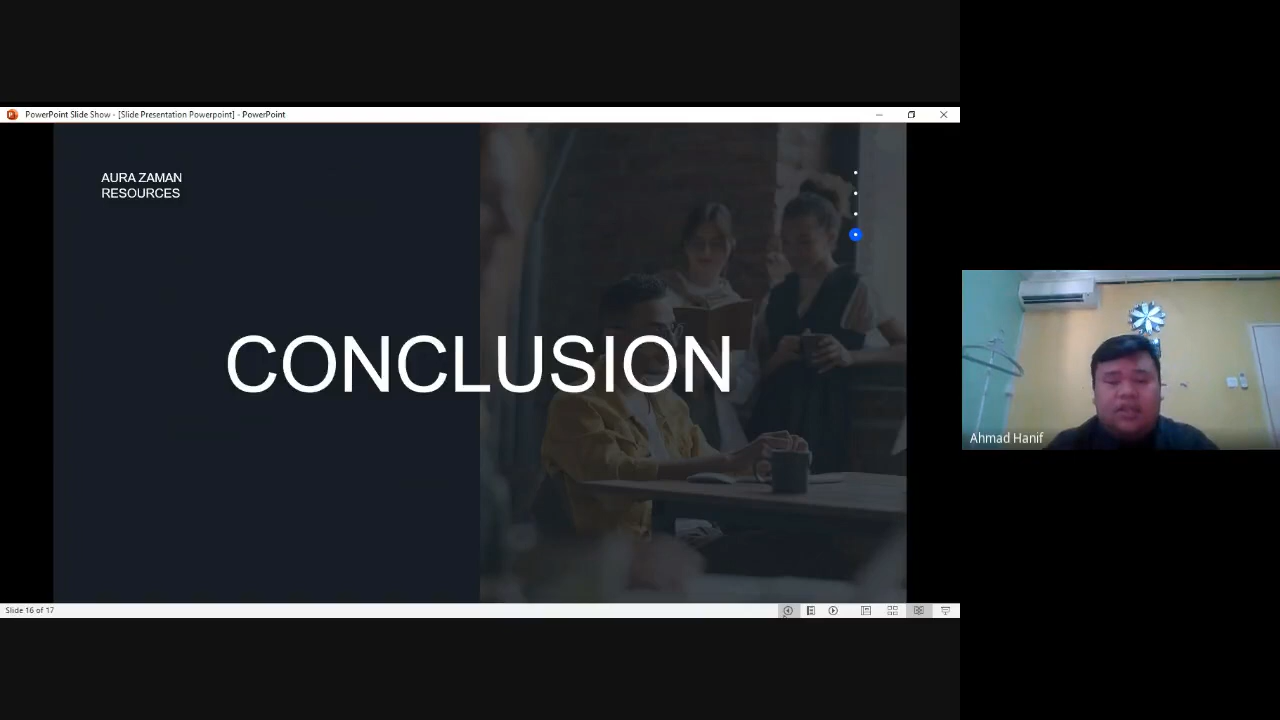 PowerPoint Slide Show - [Slide Presentation Powerpoint] - PowerPoint
AURA ZAMAN
RESOURCES
CONCLUSION
Ahmad Hanif
Slide 16 of 17